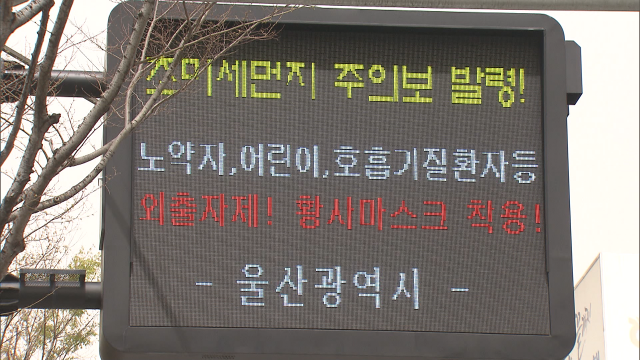 초미세먼지 주의보 발령!
노약자,어린이,호흡기질환자등
외출자제! 황사마스크 착용!
- 울산광역시 -